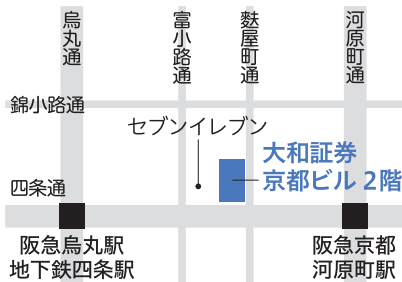 烏丸通
富小路通
麩屋町通
河原町通
錦小路通
セブンイレブン
大和証券
京都ビル 2階
四条通
阪急烏丸駅
地下鉄四条駅
阪急京都
河原町駅